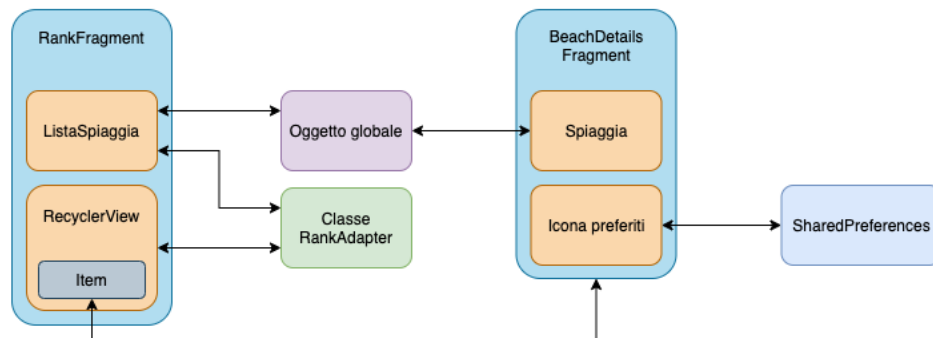 RankFragment
ListaSpiaggia
RecyclerView
Item
Oggetto globale
Classe
RankAdapter
BeachDetails
Fragment
Spiaggia
Icona preferiti
SharedPreferences